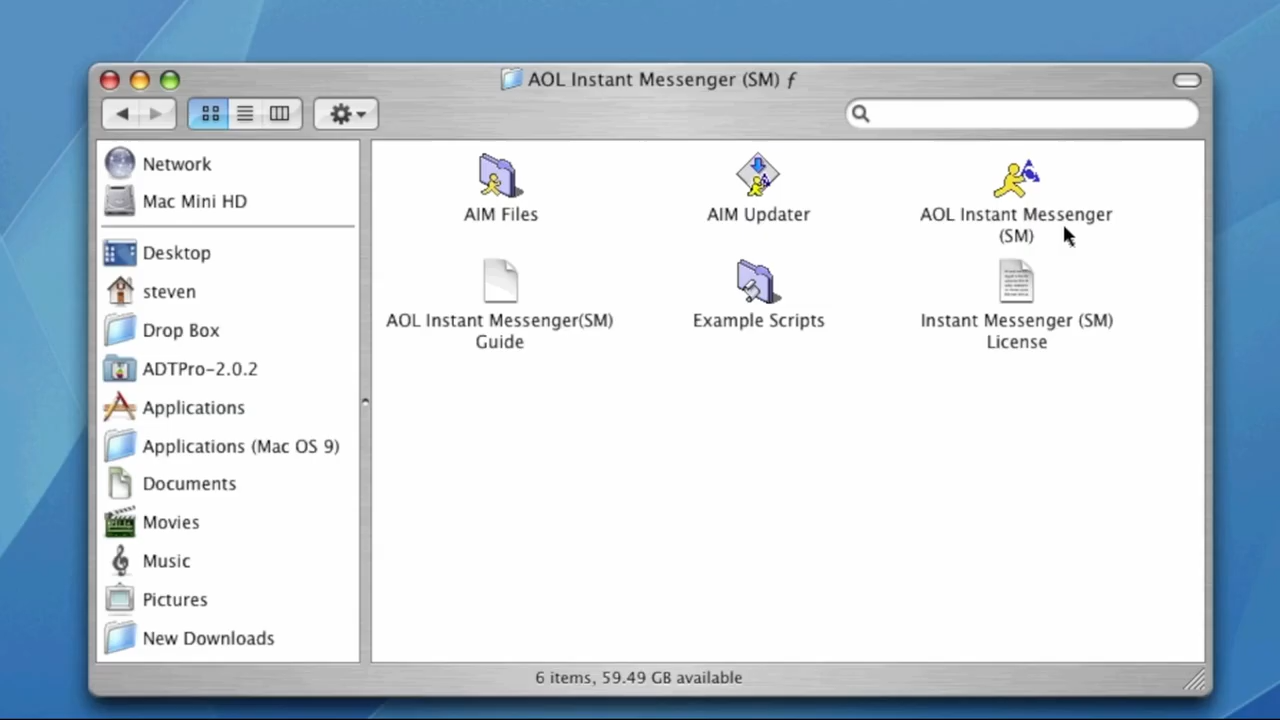 AOL Instant Messenger (SM) ƒ
Network
Mac Mini HD
Desktop
steven
Drop Box
ADTPro-2.0.2
Applications
Applications (Mac OS 9)
Documents
Movies
Music
Pictures
New Downloads
AIM Files
AIM Updater
AOL Instant Messenger
(SM)
AOL Instant Messenger(SM)
Guide
Example Scripts
Instant Messenger (SM)
License
6 items, 59.49 GB available